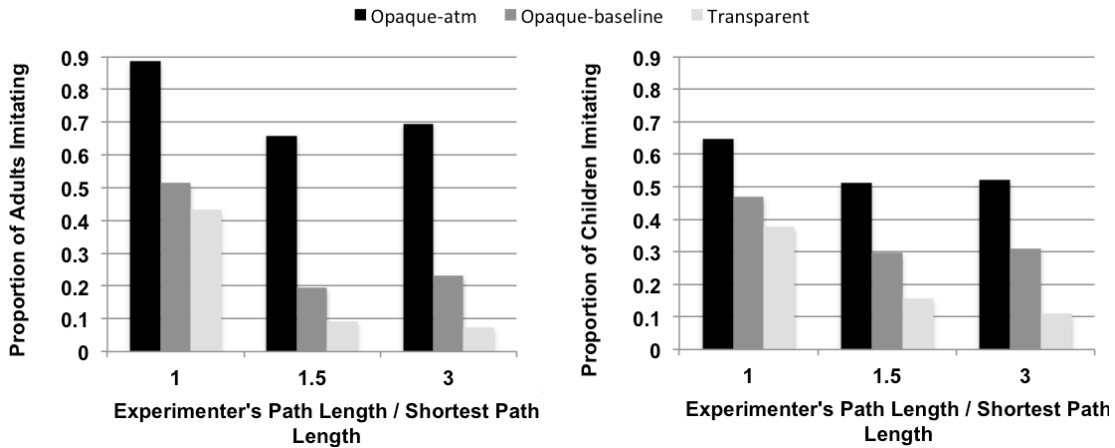 Opaque-atm Opaque-baseline Transparent
Proportion of Adults Imitating
0.9
0.8
0.7
0.6
0.5
0.4
0.3
0.2
0.1
0
1 1.5 3
Experimenter's Path Length / Shortest Path
Length
Proportion of Children Imitating
0.9
0.8
0.7
0.6
0.5
0.4
0.3
0.2
0.1
0
1 1.5 3
Experimenter's Path Length / Shortest Path
Length